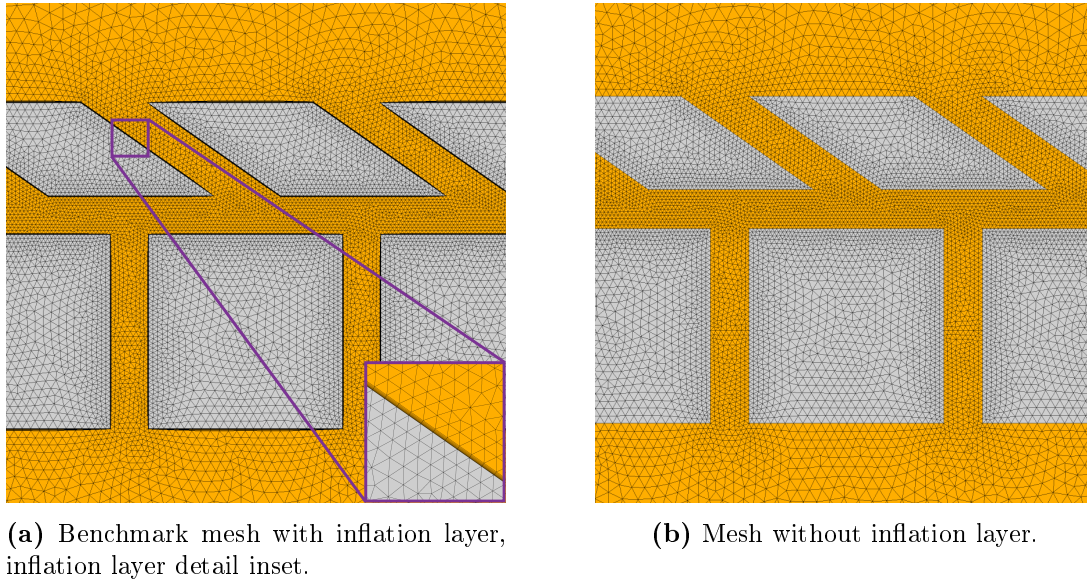 (a) Benchmark mesh with inflation layer,
inflation layer detail inset.
(b) Mesh without inflation layer.